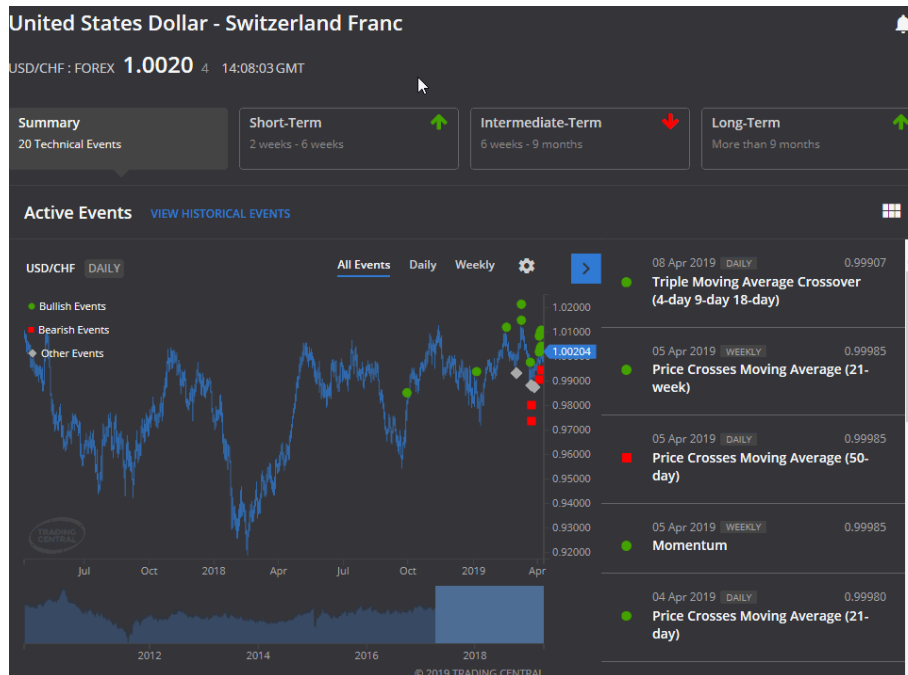 United States Dollar - Switzerland Franc
USD/CHF : FOREX 1.0020 4 14:08:03 GMT
Summary
20 Technical Events
Short-Term
2 weeks - 6 weeks
Intermediate-Term
6 weeks - 9 months
Long-Term
More than 9 months
Active Events VIEW HISTORICAL EVENTS
USD/CHF DAILY
All Events Daily Weekly
Bullish Events
Bearish Events
Other Events
1.02000
1.01000
1.00204
0.99000
0.98000
0.97000
0.96000
0.95000
0.94000
0.93000
0.92000
TRADING
CENTRAL
Jul Oct 2018 Apr Jul Oct 2019 Apr
2012 2014 2016 2018
© 2019 TRADING CENTRAL
08 Apr 2019 DAILY 0.99907
Triple Moving Average Crossover
(4-day 9-day 18-day)
05 Apr 2019 WEEKLY 0.99985
Price Crosses Moving Average (21-
week)
05 Apr 2019 DAILY 0.99985
Price Crosses Moving Average (50-
day)
05 Apr 2019 WEEKLY 0.99985
Momentum
04 Apr 2019 DAILY 0.99980
Price Crosses Moving Average (21-
day)